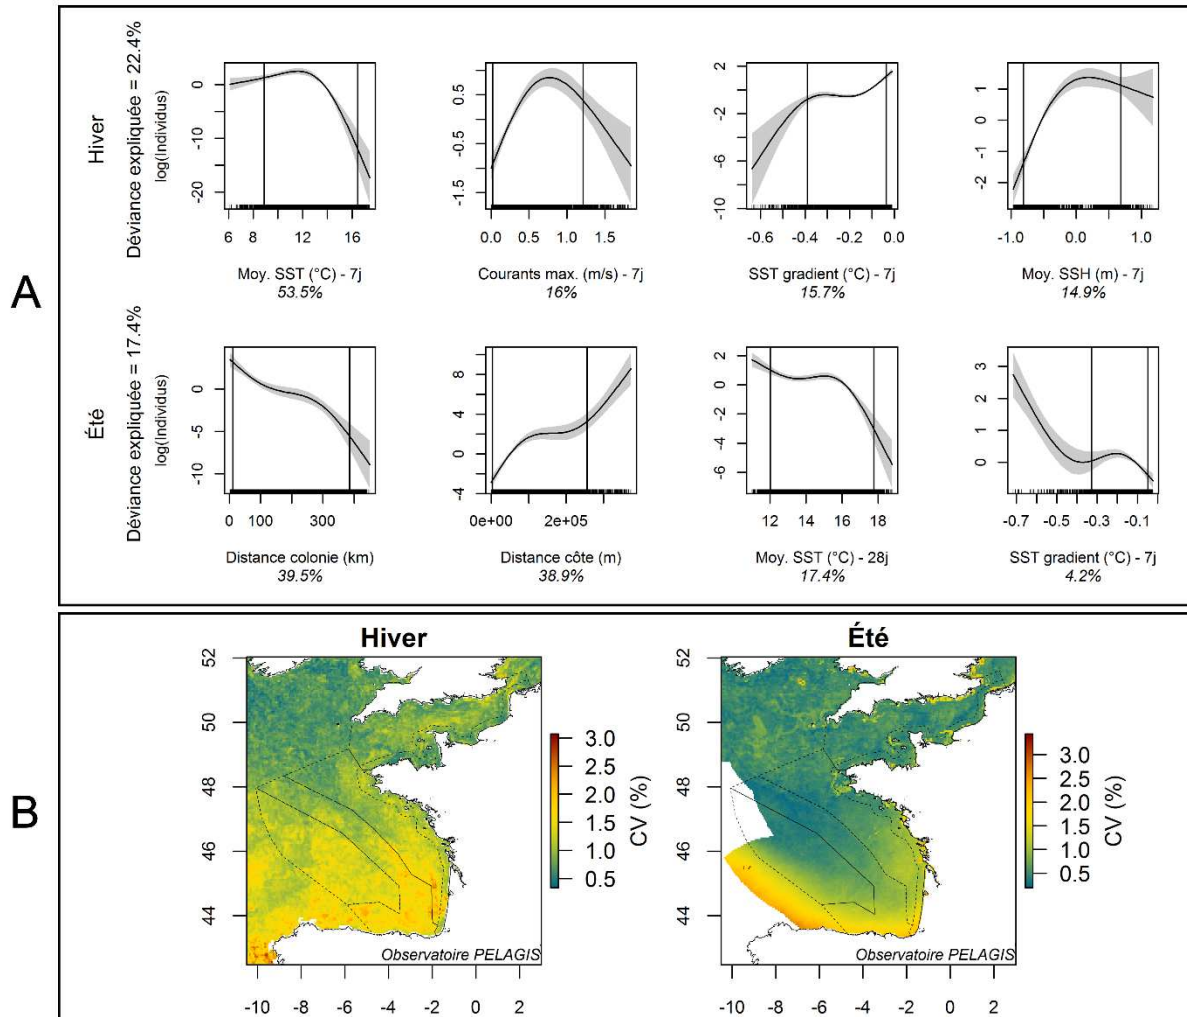 A
Hiver
Déviance expliquée = 22.4%
log(Individus)
0
-10
-20
6 8 12 16
Moy. SST (°C) - 7j
53.5%
0.5
-0.5
-1.5
0.0 0.5 1.0 1.5
Courants max. (m/s) - 7j
16%
2
-2
-6
-10
-0.6 -0.4 -0.2 0.0
SST gradient (°C) - 7j
15.7%
1
0
-1
-2
0.0 1.0
Moy. SSH (m) - 7j
14.9%
Été
Déviance expliquée = 17.4%
log(Individus)
0
-5
-10
0 100 300
Distance colonie (km)
39.5%
8
4
0
-4
0e+00 2e+05
Distance côte (m)
38.9%
2
0
-2
-4
-6
12 14 16 18
Moy. SST (°C) - 28j
17.4%
3
2
1
0
-0.7 -0.5 -0.3 -0.1
SST gradient (°C) - 7j
4.2%
B
Hiver
52
50
48
46
44
-10 -8 -6 -4 -2 0 2
Observatoire PELAGIS
3.0
2.5
2.0
1.5
1.0
0.5
CV (%)
Été
52
50
48
46
44
-10 -8 -6 -4 -2 0 2
Observatoire PELAGIS
3.0
2.5
2.0
1.5
1.0
0.5
CV (%)